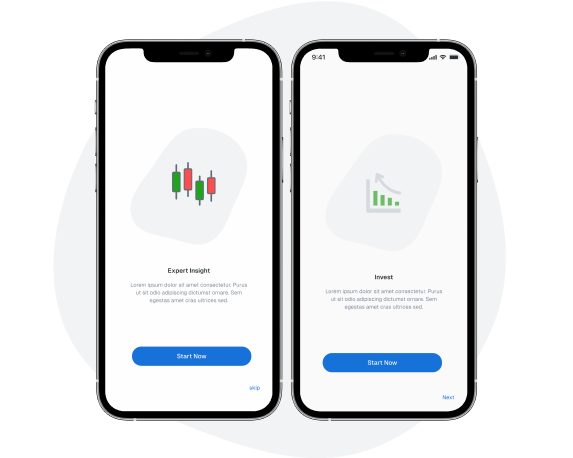 Expert Insight
Lorem ipsum dolor sit amet consectetur. Purus
ut sit odio adipiscing dictumst ornare. Sem
egestas amet cras ultrices sed.
Start Now
skip
9:41
Invest
Lorem ipsum dolor sit amet consectetur. Purus
ut sit odio adipiscing dictumst ornare. Sem
egestas amet cras ultrices sed.
Start Now
Next